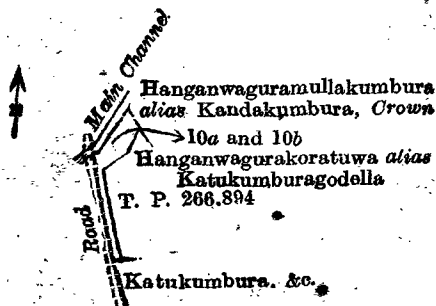 Main Channel
Hanganwaguramullakumbura
alias Kandakumbura, Crown
10a and 10b
Hanganwagurakoratuwa alias
Katukumburagodella
T. P. 266.894
Road
Katukumbura. &c.